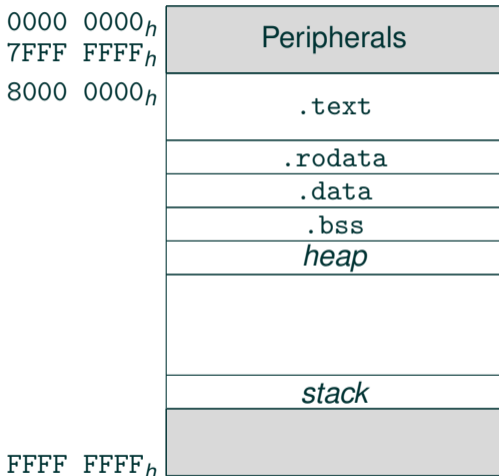 0000 0000h
Peripherals
7FFF FFFFh
8000 0000h
.text
.rodata
.data
.bss
heap
stack
FFFF FFFFh